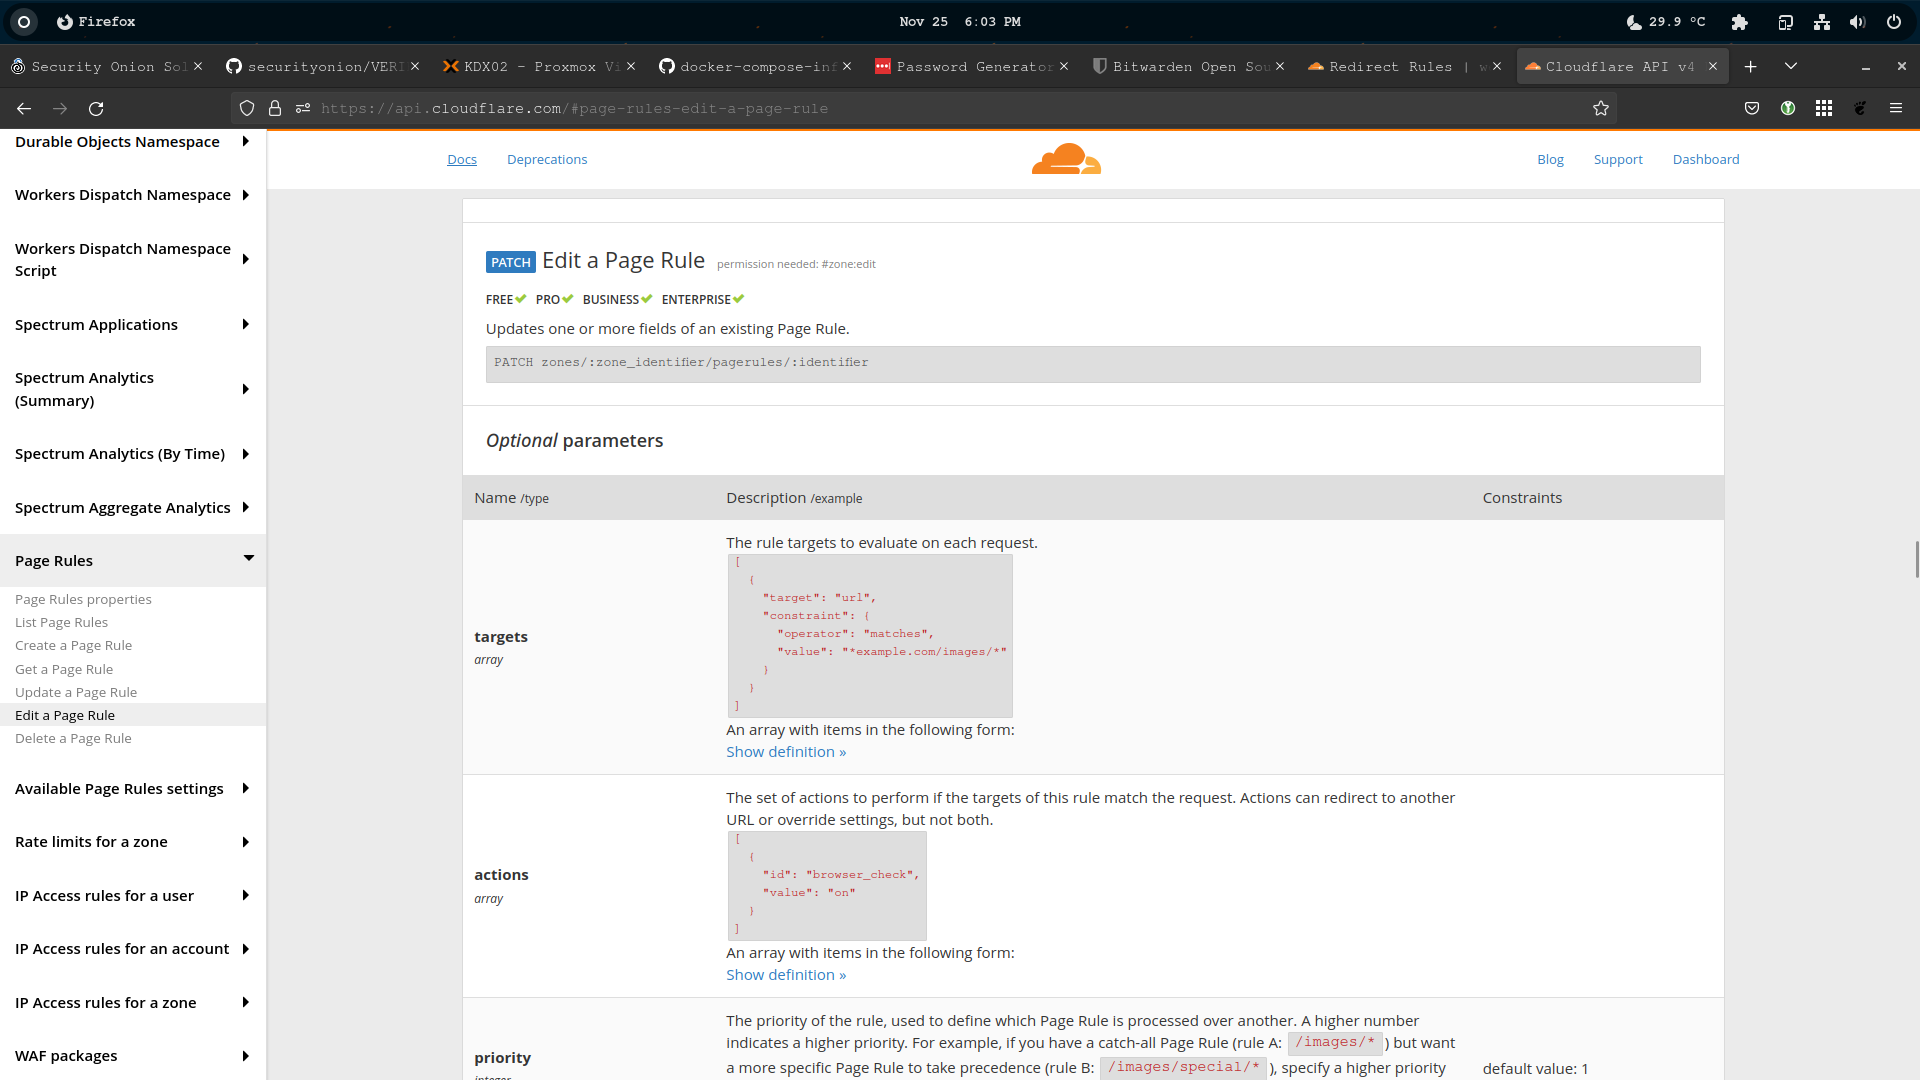 Firefox
Nov 25  6:03 PM
29.9 °C
Security Onion Sol
securityonion/VERI
KDX02 - Proxmox Vi
docker-compose-inf
Password Generator
Bitwarden Open Sou
Redirect Rules | w
Cloudflare API v4
https://api.cloudflare.com/#page-rules-edit-a-page-rule
Docs
Deprecations
Blog
Support
Dashboard
Durable Objects Namespace
Workers Dispatch Namespace
Workers Dispatch Namespace
Script
Spectrum Applications
Spectrum Analytics
(Summary)
Spectrum Analytics (By Time)
Spectrum Aggregate Analytics
Page Rules
Page Rules properties
List Page Rules
Create a Page Rule
Get a Page Rule
Update a Page Rule
Edit a Page Rule
Delete a Page Rule
Available Page Rules settings
Rate limits for a zone
IP Access rules for a user
IP Access rules for an account
IP Access rules for a zone
WAF packages
PATCH Edit a Page Rule permission needed: #zone:edit
FREE PRO BUSINESS ENTERPRISE
Updates one or more fields of an existing Page Rule.
PATCH zones/:zone_identifier/pagerules/:identifier
Optional parameters
Name /type
Description /example
Constraints
targets
array
The rule targets to evaluate on each request.
[
  {
    "target": "url",
    "constraint": {
      "operator": "matches",
      "value": "*example.com/images/*"
    }
  }
]
An array with items in the following form:
Show definition »
actions
array
The set of actions to perform if the targets of this rule match the request. Actions can redirect to another
URL or override settings, but not both.
[
  {
    "id": "browser_check",
    "value": "on"
  }
]
An array with items in the following form:
Show definition »
priority
integer
The priority of the rule, used to define which Page Rule is processed over another. A higher number
indicates a higher priority. For example, if you have a catch-all Page Rule (rule A: /images/* ) but want
a more specific Page Rule to take precedence (rule B: /images/special/* ), specify a higher priority
default value: 1